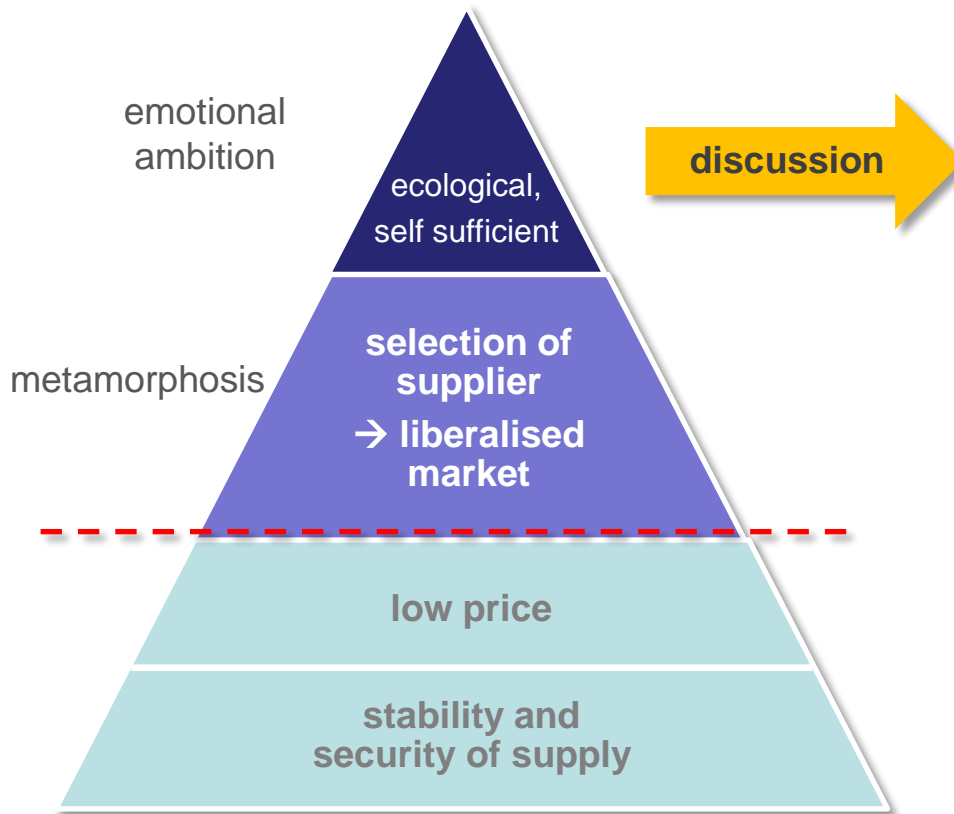 emotional
ambition
discussion
ecological,
self sufficient
metamorphosis
selection of
supplier
→ liberalised
market
low price
stability and
security of supply